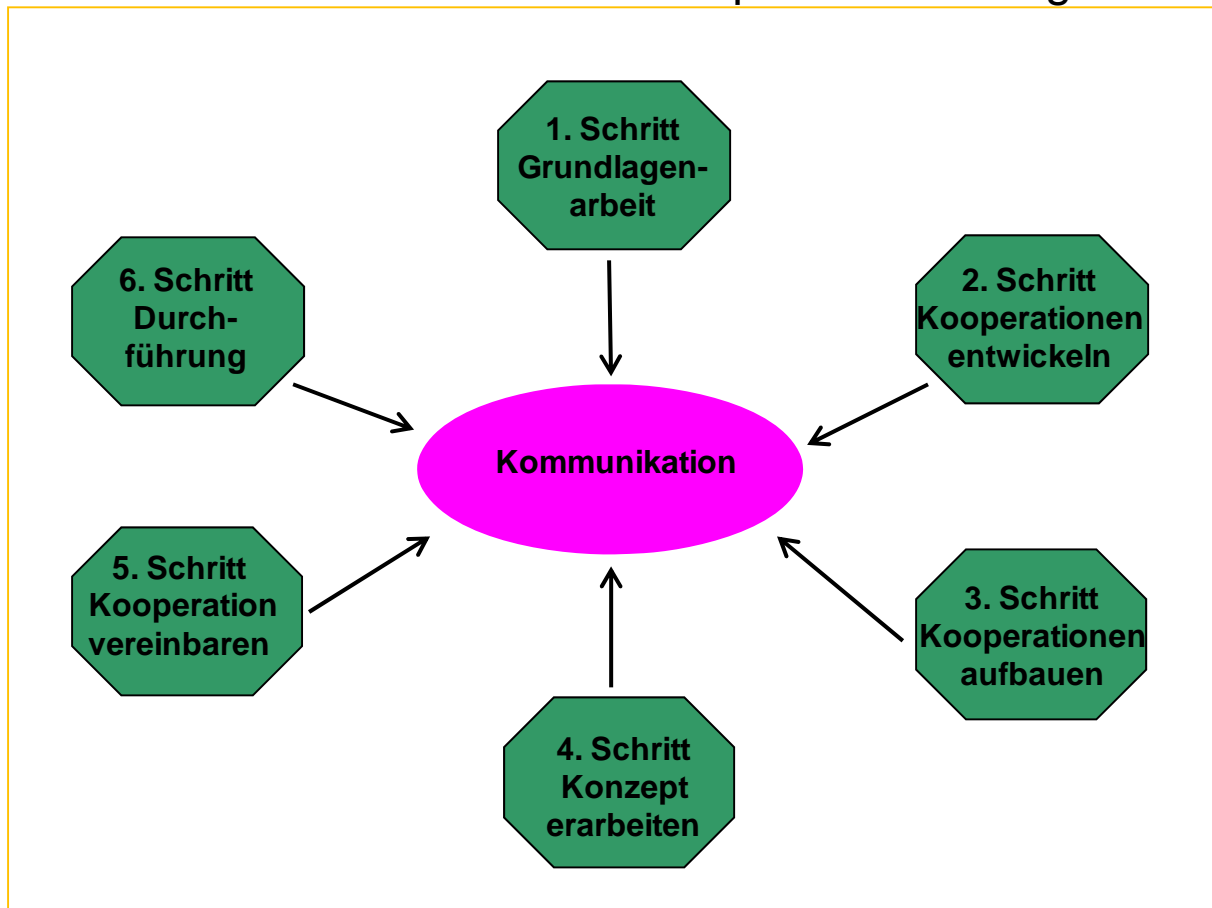 1. Schritt
Grundlagen-
arbeit
2. Schritt
Kooperationen
entwickeln
3. Schritt
Kooperationen
aufbauen
4. Schritt
Konzept
erarbeiten
5. Schritt
Kooperation
vereinbaren
6. Schritt
Durch-
führung
Kommunikation